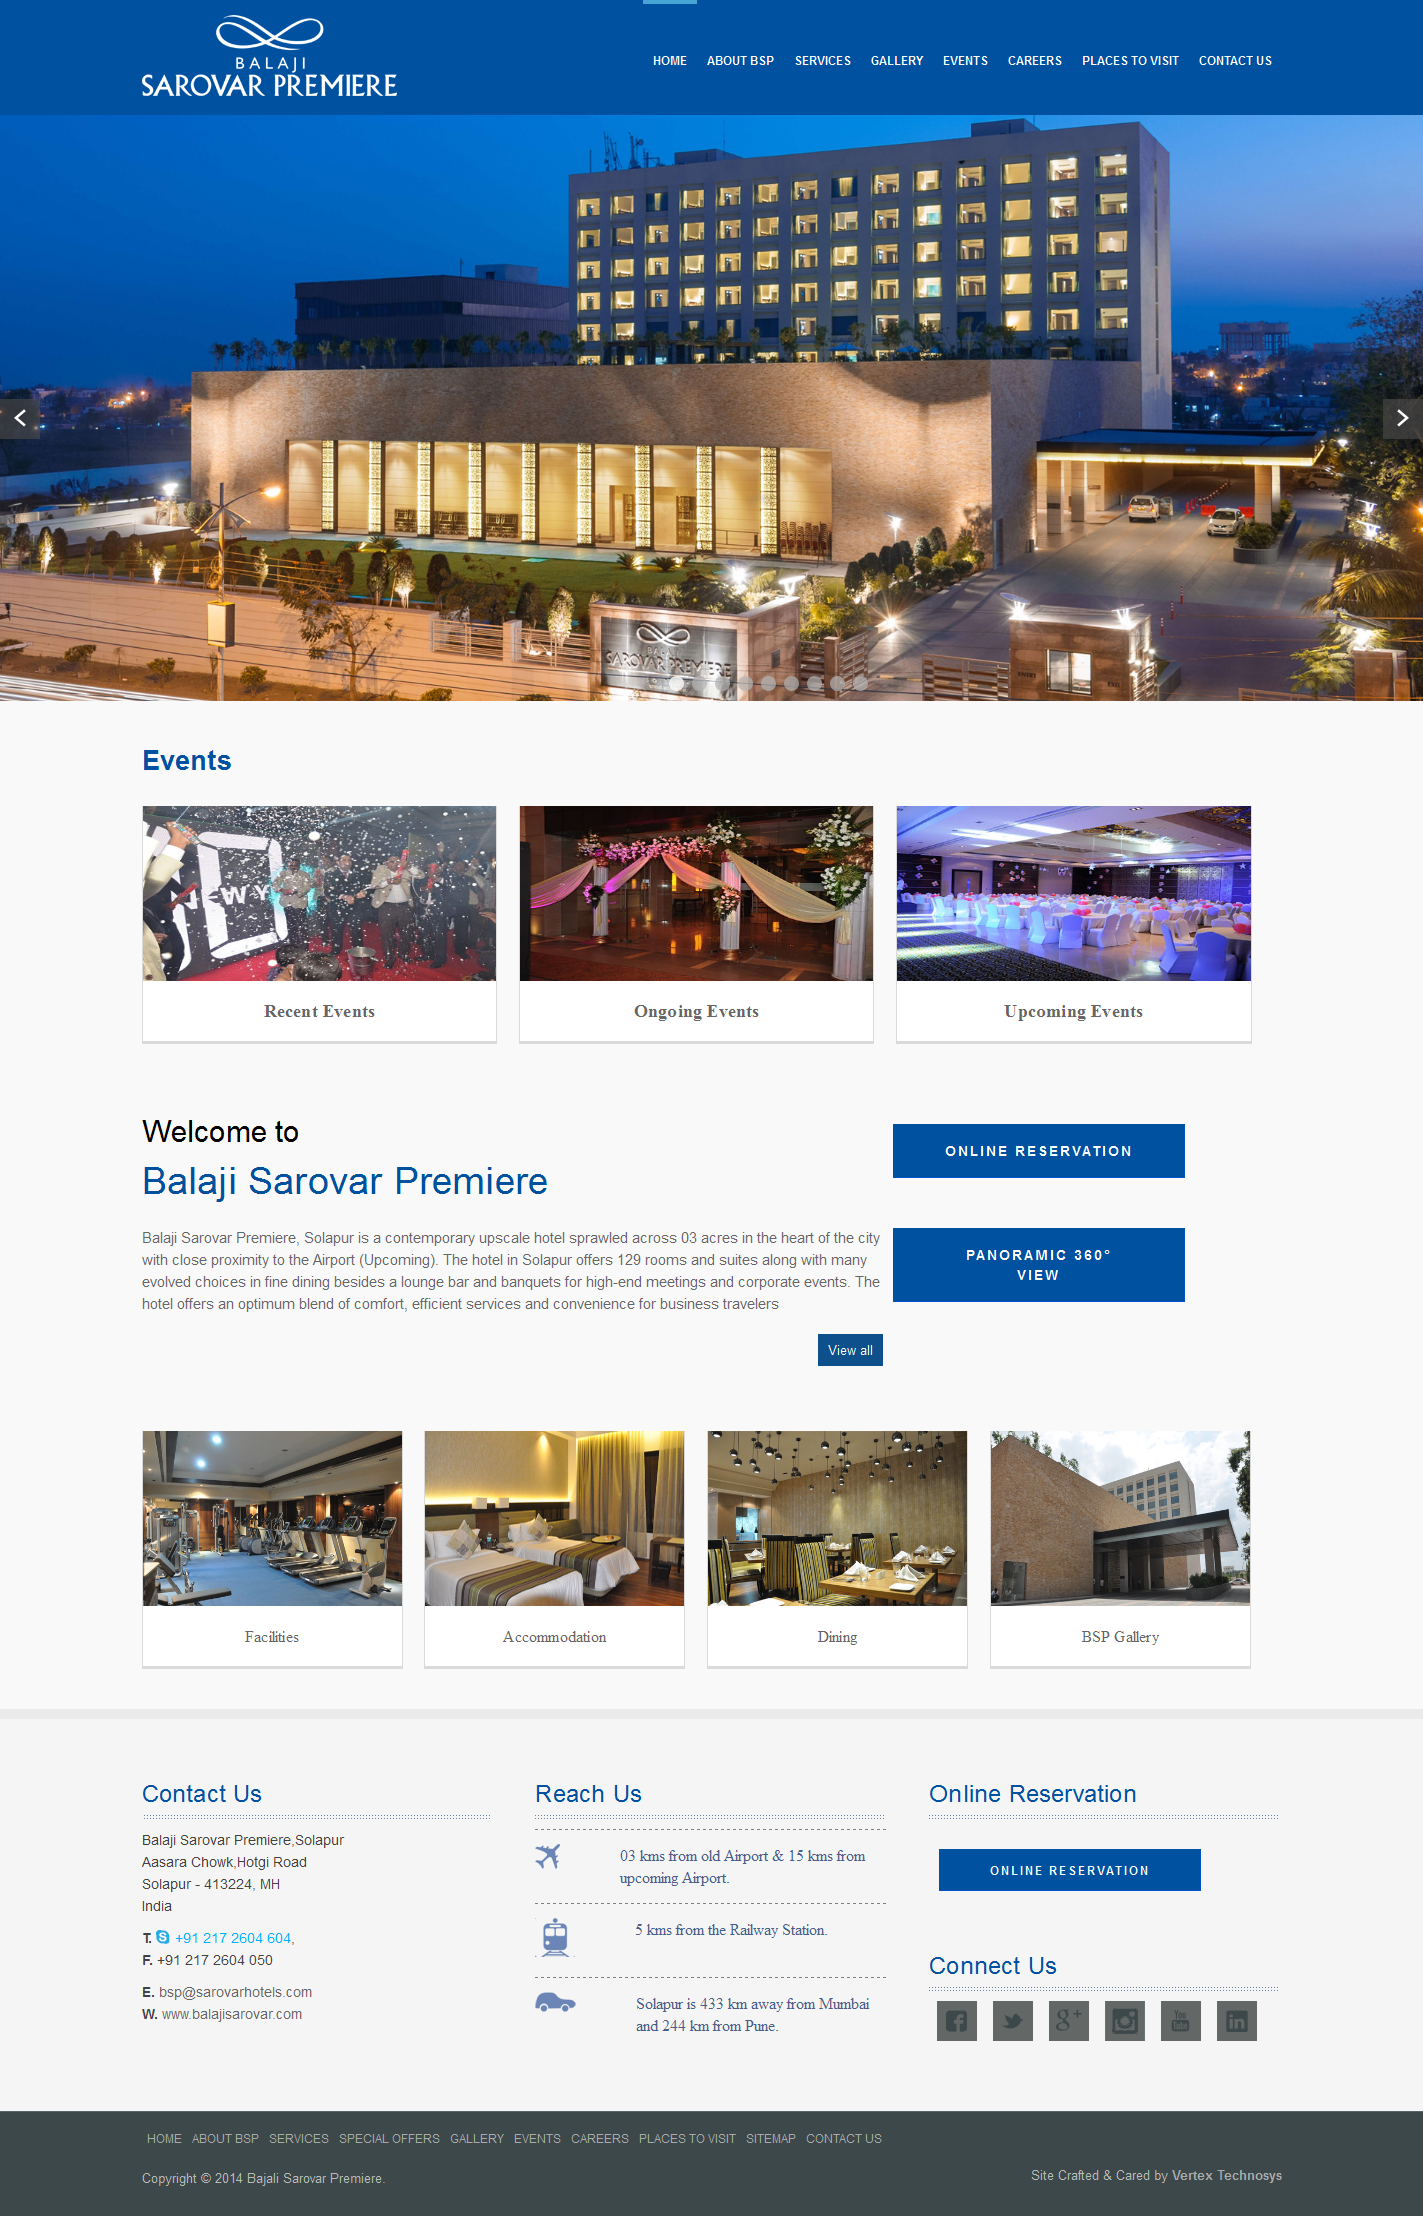 BALAJI
SAROVAR PREMIERE
HOME ABOUT BSP SERVICES GALLERY EVENTS CAREERS PLACES TO VISIT CONTACT US
BALAJI
SAROVAR PREMIERE
Events
NEWY
Recent Events
Ongoing Events
Upcoming Events
Welcome to
Balaji Sarovar Premiere
Balaji Sarovar Premiere, Solapur is a contemporary upscale hotel sprawled across 03 acres in the heart of the city
with close proximity to the Airport (Upcoming). The hotel in Solapur offers 129 rooms and suites along with many
evolved choices in fine dining besides a lounge bar and banquets for high-end meetings and corporate events. The
hotel offers an optimum blend of comfort, efficient services and convenience for business travelers
View all
ONLINE RESERVATION
PANORAMIC 360°
VIEW
Facilities
Accommodation
Dining
BSP Gallery
Contact Us
Balaji Sarovar Premiere,Solapur
Aasara Chowk,Hotgi Road
Solapur - 413224, MH
India
T. +91 217 2604 604,
F. +91 217 2604 050
E. bsp@sarovarhotels.com
W. www.balajisarovar.com
Reach Us
03 kms from old Airport & 15 kms from
upcoming Airport.
5 kms from the Railway Station.
Solapur is 433 km away from Mumbai
and 244 km from Pune.
Online Reservation
ONLINE RESERVATION
Connect Us
HOME ABOUT BSP SERVICES SPECIAL OFFERS GALLERY EVENTS CAREERS PLACES TO VISIT SITEMAP CONTACT US
Copyright © 2014 Bajali Sarovar Premiere.
Site Crafted & Cared by Vertex Technosys